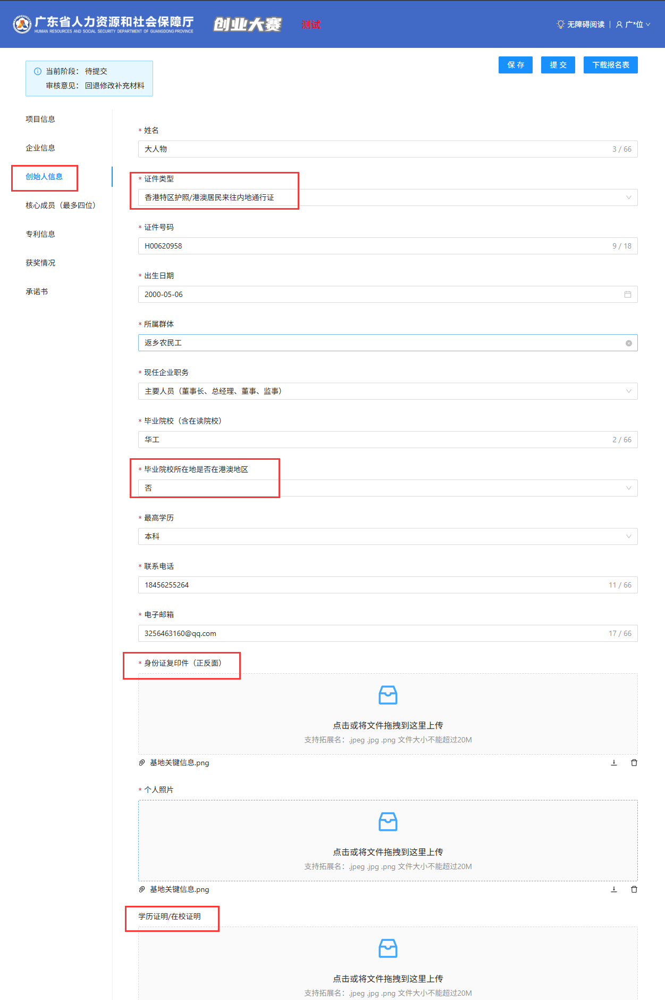 广东省人力资源和社会保障厅
HUMAN RESOURCES AND SOCIAL SECURITY DEPARTMENT OF GUANGDONG PROVINCE
创业大赛
测试
无障碍阅读
广*位
当前阶段： 待提交
审核意见： 回退修改补充材料
保 存
提 交
下载报名表
项目信息
企业信息
创始人信息
核心成员（最多四位）
专利信息
获奖情况
承诺书
* 姓名
大人物
3 / 66
* 证件类型
香港特区护照/港澳居民来往内地通行证
* 证件号码
H00620958
9 / 18
* 出生日期
2000-05-06
* 所属群体
返乡农民工
* 现任企业职务
主要人员（董事长、总经理、董事、监事）
* 毕业院校（含在读院校）
华工
2 / 66
* 毕业院校所在地是否在港澳地区
否
* 最高学历
本科
* 联系电话
18456255264
11 / 66
* 电子邮箱
3256463160@qq.com
17 / 66
* 身份证复印件（正反面）
点击或将文件拖拽到这里上传
支持拓展名：.jpeg .jpg .png 文件大小不能超过20M
基地关键信息.png
* 个人照片
点击或将文件拖拽到这里上传
支持拓展名：.jpeg .jpg .png 文件大小不能超过20M
基地关键信息.png
学历证明/在校证明
点击或将文件拖拽到这里上传
支持拓展名：.jpeg .jpg .png 文件大小不能超过20M